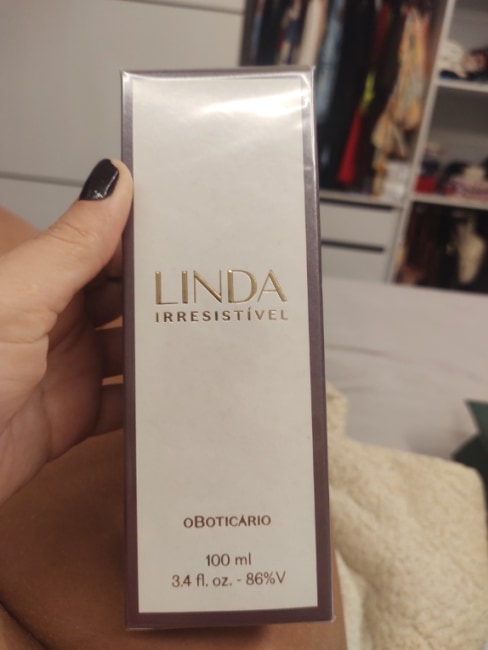 LINDA
IRRESISTÍVEL
oBOTICÁRIO
100 ml
3.4 fl. oz. - 86%V